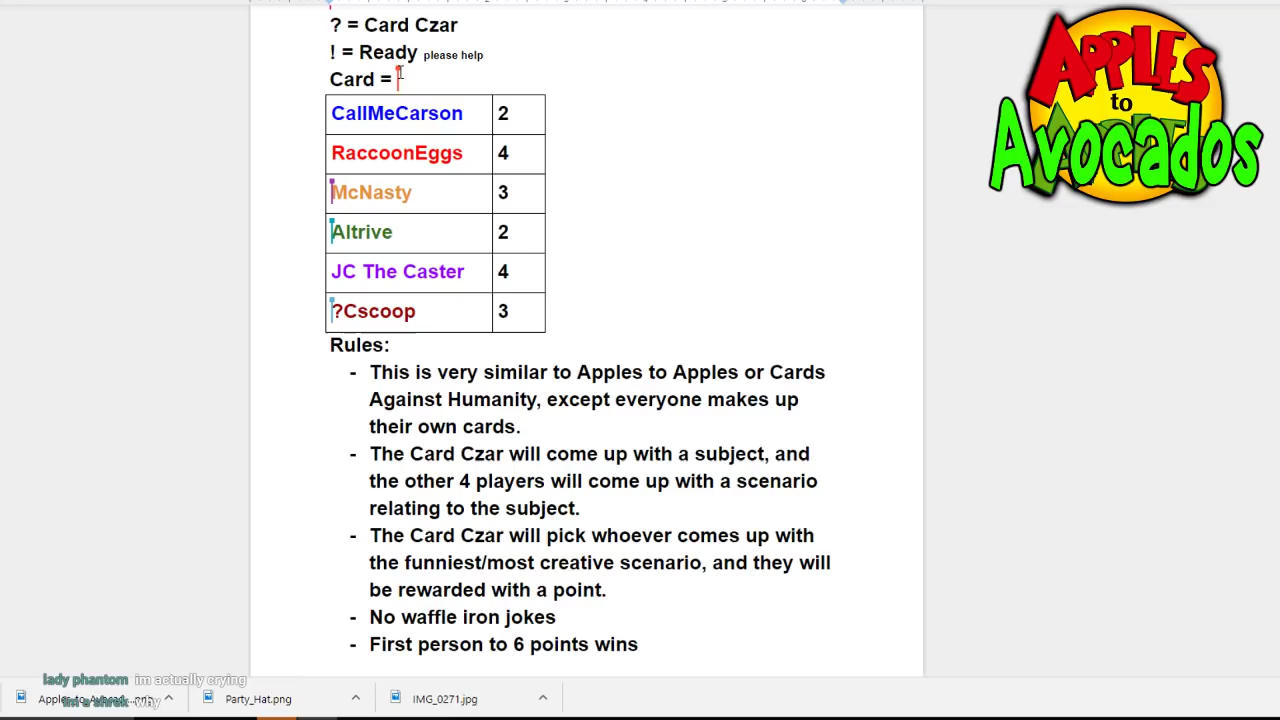 ? = Card Czar
! = Ready please help
Card =
CallMeCarson 2
RaccoonEggs 4
McNasty 3
Altrive 2
JC The Caster 4
?Cscoop 3
Rules:
- This is very similar to Apples to Apples or Cards
Against Humanity, except everyone makes up
their own cards.
- The Card Czar will come up with a subject, and
the other 4 players will come up with a scenario
relating to the subject.
- The Card Czar will pick whoever comes up with
the funniest/most creative scenario, and they will
be rewarded with a point.
- No waffle iron jokes
- First person to 6 points wins
APPLES
to
Avocados
lady phantom im actually crying
im a shrek why
Party_Hat.png
IMG_0271.jpg